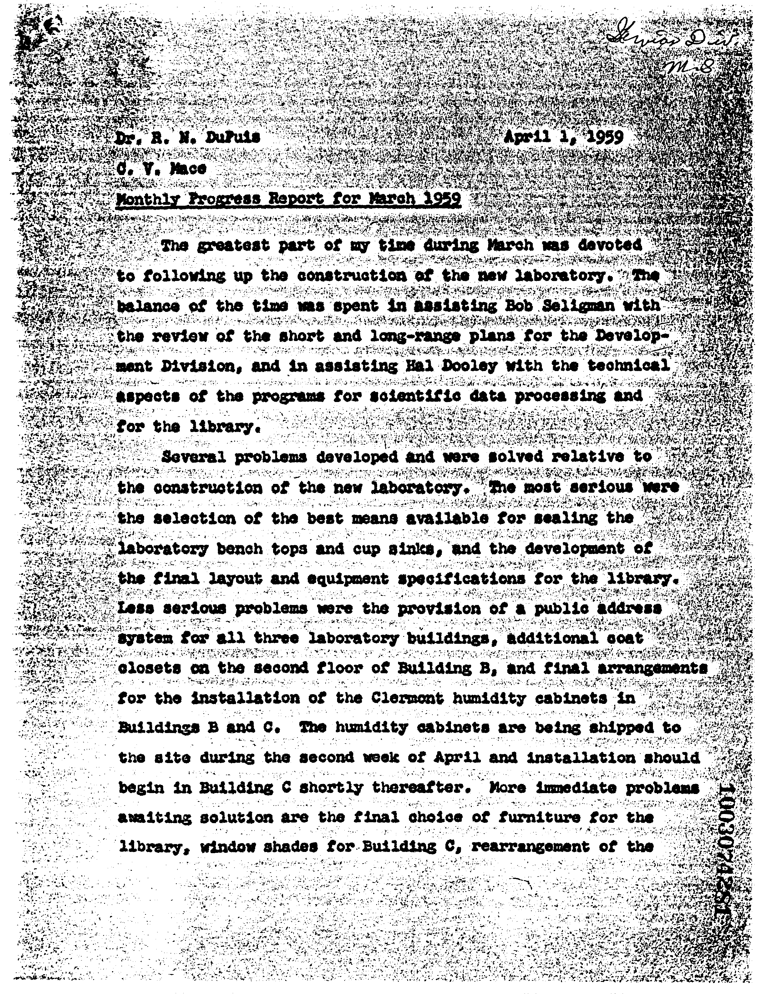 M-8
Dr. R. N. DuPuis April 1, 1959
C. V. Mace
Monthly Progress Report for March 1959
The greatest part of my time during March was devoted
to following up the construction of the new laboratory. The
balance of the time was spent in assisting Bob Seligman with
the review of the short and long-range plans for the Develop-
ment Division, and in assisting Hal Dooley with the technical
aspects of the programs for scientific data processing and
for the library.
Several problems developed and were solved relative to
the construction of the new laboratory. The most serious were
the selection of the best means available for sealing the
laboratory bench tops and cup sinks, and the development of
the final layout and equipment specifications for the library.
Less serious problems were the provision of a public address
system for all three laboratory buildings, additional coat
closets on the second floor of Building B, and final arrangements
for the installation of the Clermont humidity cabinets in
Buildings B and C. The humidity cabinets are being shipped to
the site during the second week of April and installation should
begin in Building C shortly thereafter. More immediate problems
awaiting solution are the final choice of furniture for the
library, window shades for Building C, rearrangement of the